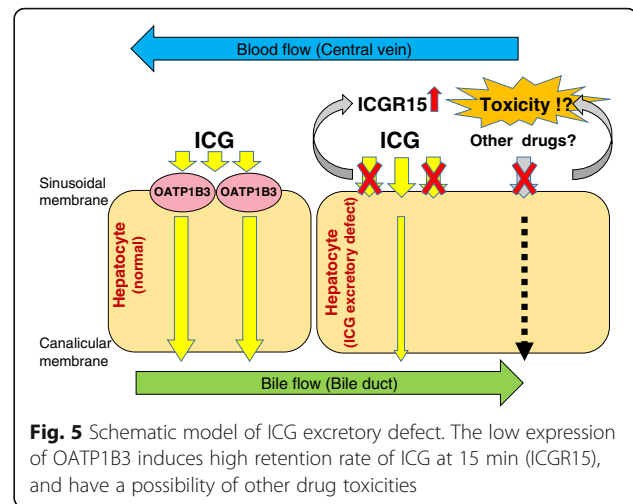 Blood flow (Central vein)
ICGR15
Toxicity !?
ICG
ICG
Other drugs?
Sinusoidal
membrane
OATP1B3
OATP1B3
Hepatocyte
(normal)
Hepatocyte
(ICG excretory defect)
Canalicular
membrane
Bile flow (Bile duct)
Fig. 5 Schematic model of ICG excretory defect. The low expression
of OATP1B3 induces high retention rate of ICG at 15 min (ICGR15),
and have a possibility of other drug toxicities